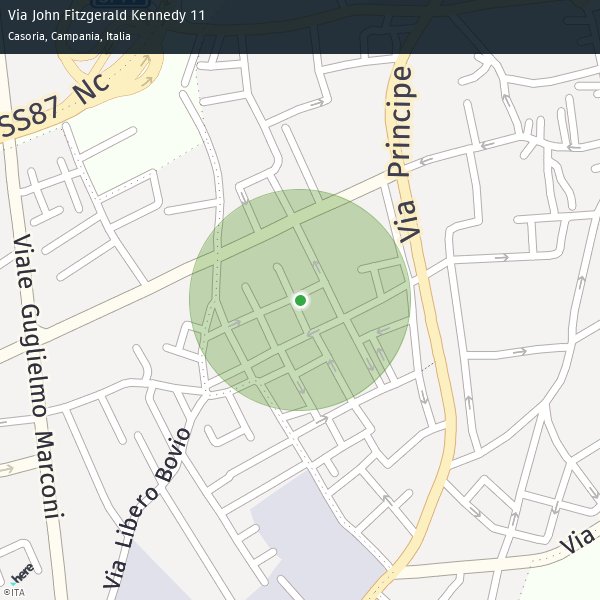 Via John Fitzgerald Kennedy 11
Casoria, Campania, Italia
SS87 Nc
Via Principe
Viale Guglielmo Marconi
Via Libero Bovio
Via
here
©ITA